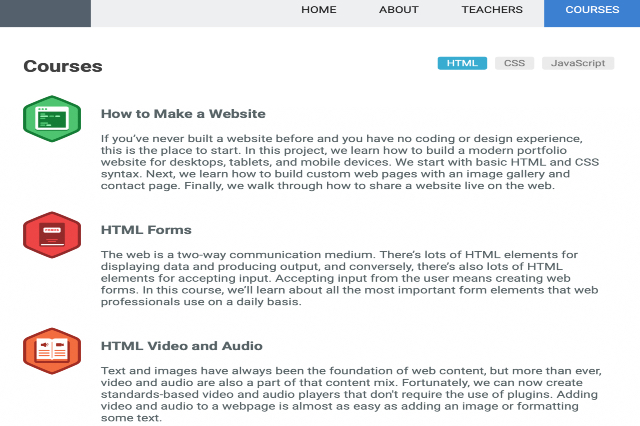 HOME ABOUT TEACHERS COURSES
Courses
HTML CSS JavaScript
How to Make a Website
If you’ve never built a website before and you have no coding or design experience,
this is the place to start. In this project, we learn how to build a modern portfolio
website for desktops, tablets, and mobile devices. We start with basic HTML and CSS
syntax. Next, we learn how to build custom web pages with an image gallery and
contact page. Finally, we walk through how to share a website live on the web.
HTML Forms
The web is a two-way communication medium. There’s lots of HTML elements for
displaying data and producing output, and conversely, there’s also lots of HTML
elements for accepting input. Accepting input from the user means creating web
forms. In this course, we’ll learn about all the most important form elements that web
professionals use on a daily basis.
HTML Video and Audio
Text and images have always been the foundation of web content, but more than ever,
video and audio are also a part of that content mix. Fortunately, we can now create
standards-based video and audio players that don't require the use of plugins. Adding
video and audio to a webpage is almost as easy as adding an image or formatting
some text.